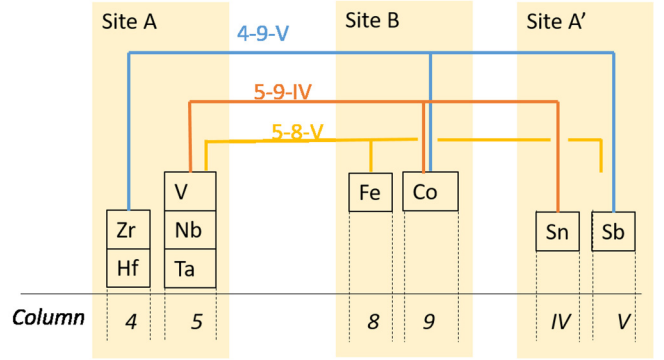 Site A Site B Site A’
4-9-V
5-9-IV
5-8-V
V Fe Co
Zr Nb Sn Sb
Hf Ta
Column 4 5 8 9 IV V